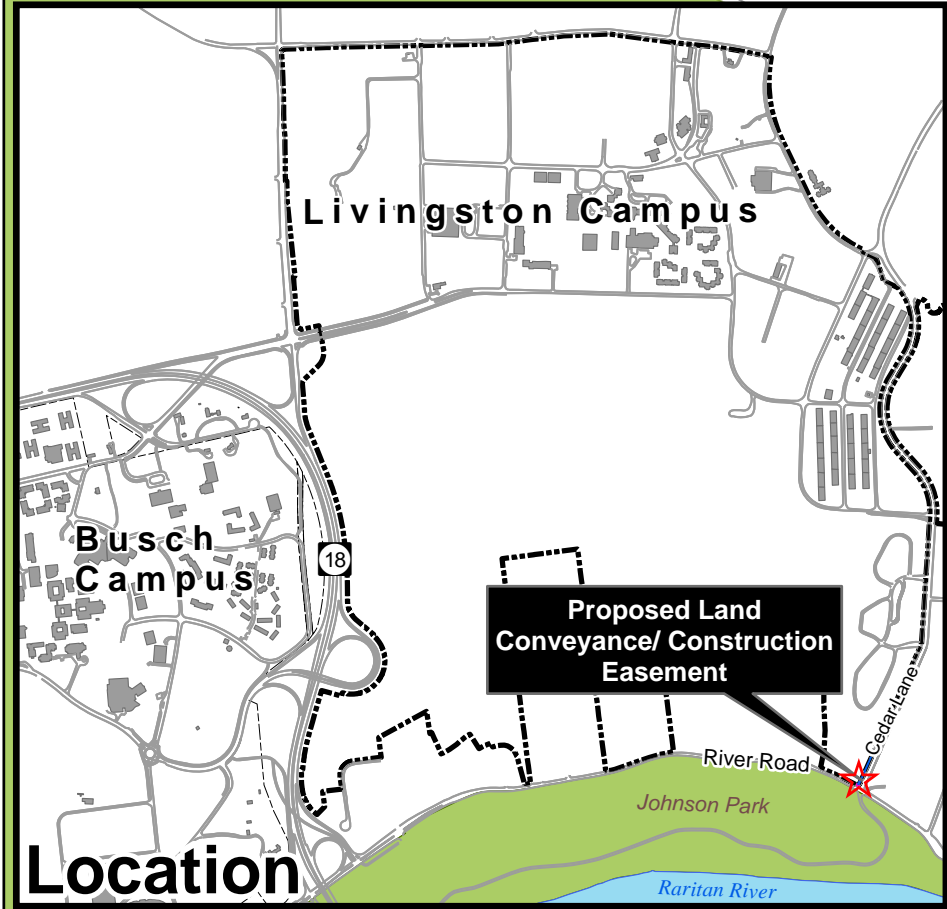 Livingston Campus
Busch
Campus
18
Proposed Land
Conveyance/ Construction
Easement
Cedar Lane
River Road
Johnson Park
Location
Raritan River